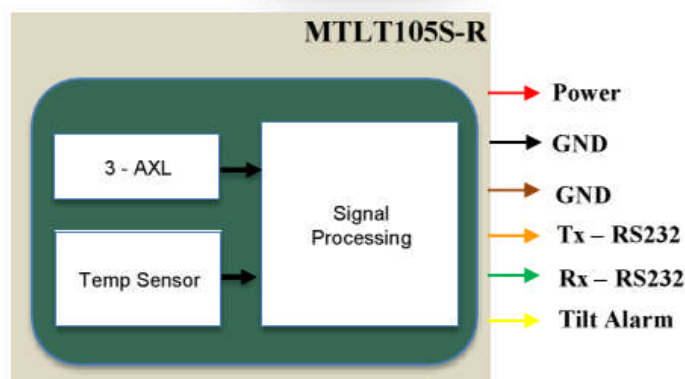 MTLT105S-R
3 - AXL
Temp Sensor
Signal
Processing
Power
GND
GND
Tx – RS232
Rx – RS232
Tilt Alarm